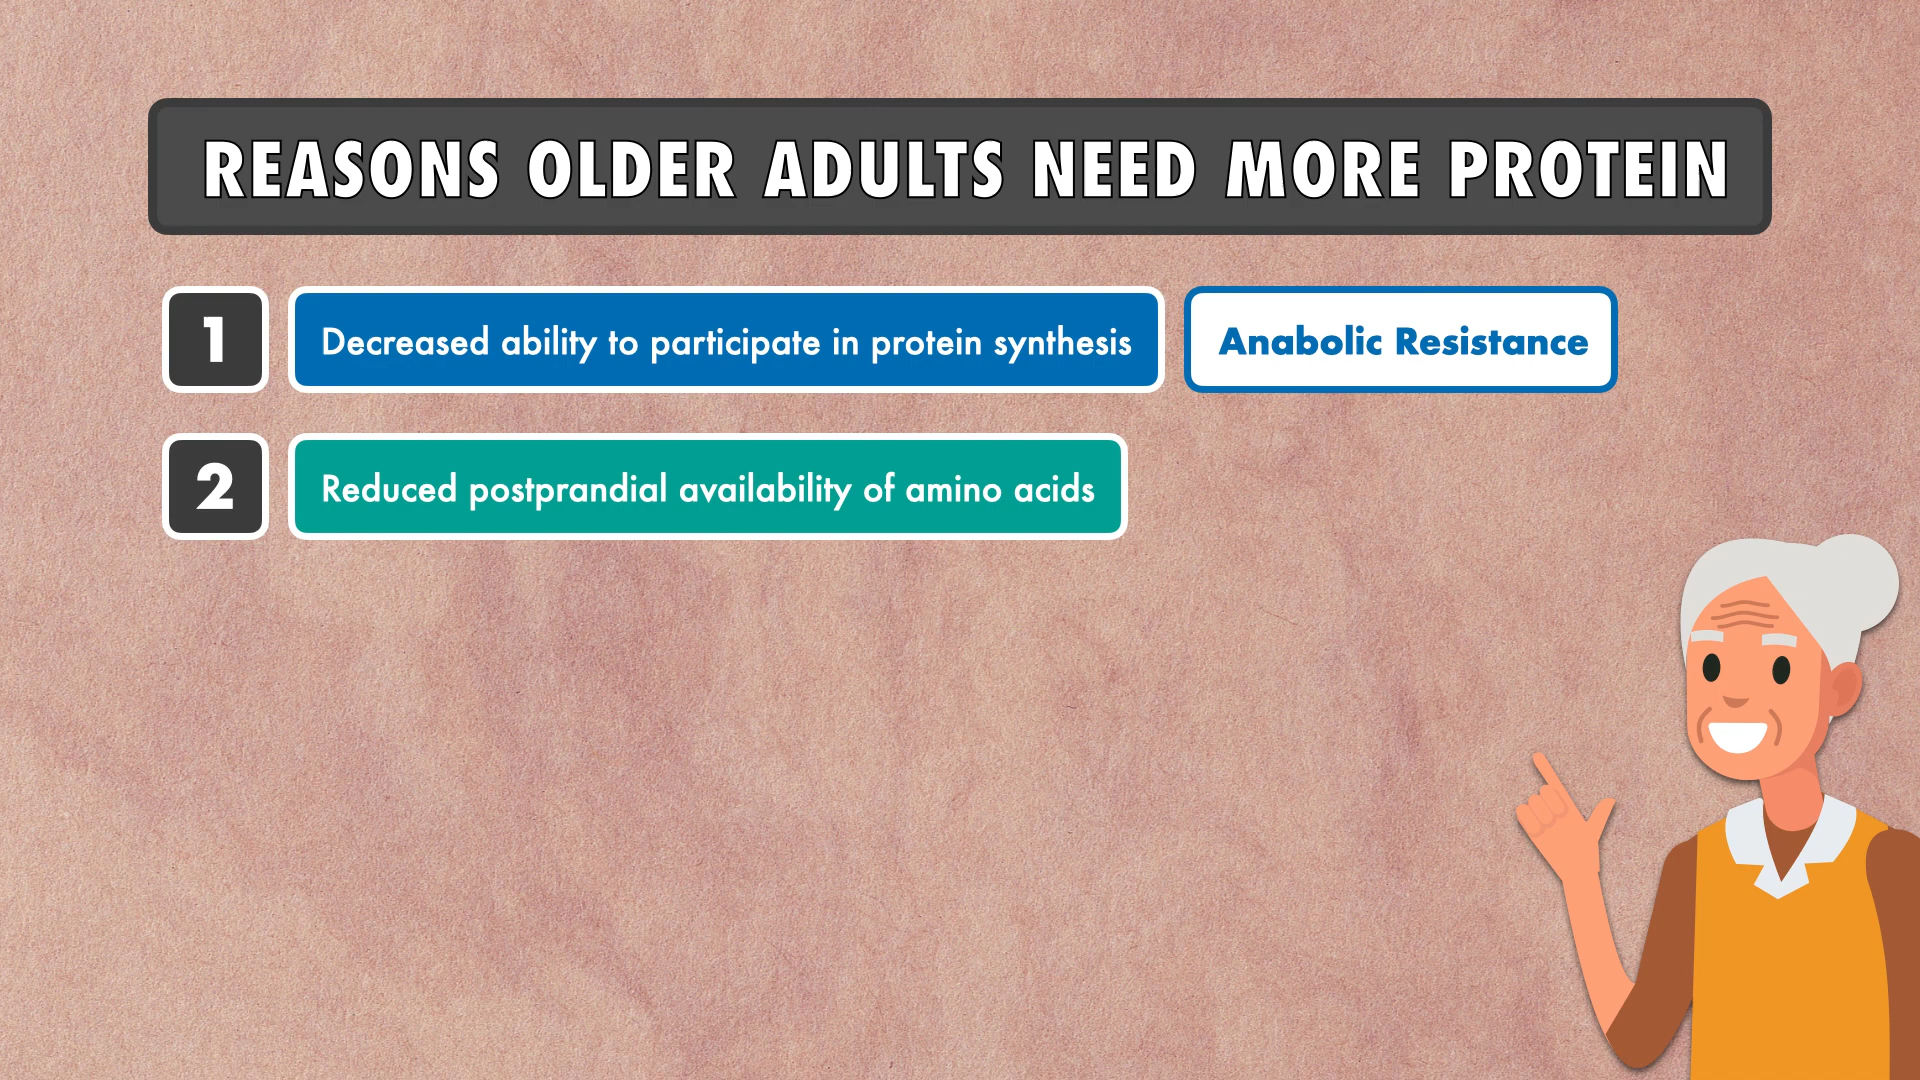 REASONS OLDER ADULTS NEED MORE PROTEIN
1 Decreased ability to participate in protein synthesis Anabolic Resistance
2 Reduced postprandial availability of amino acids